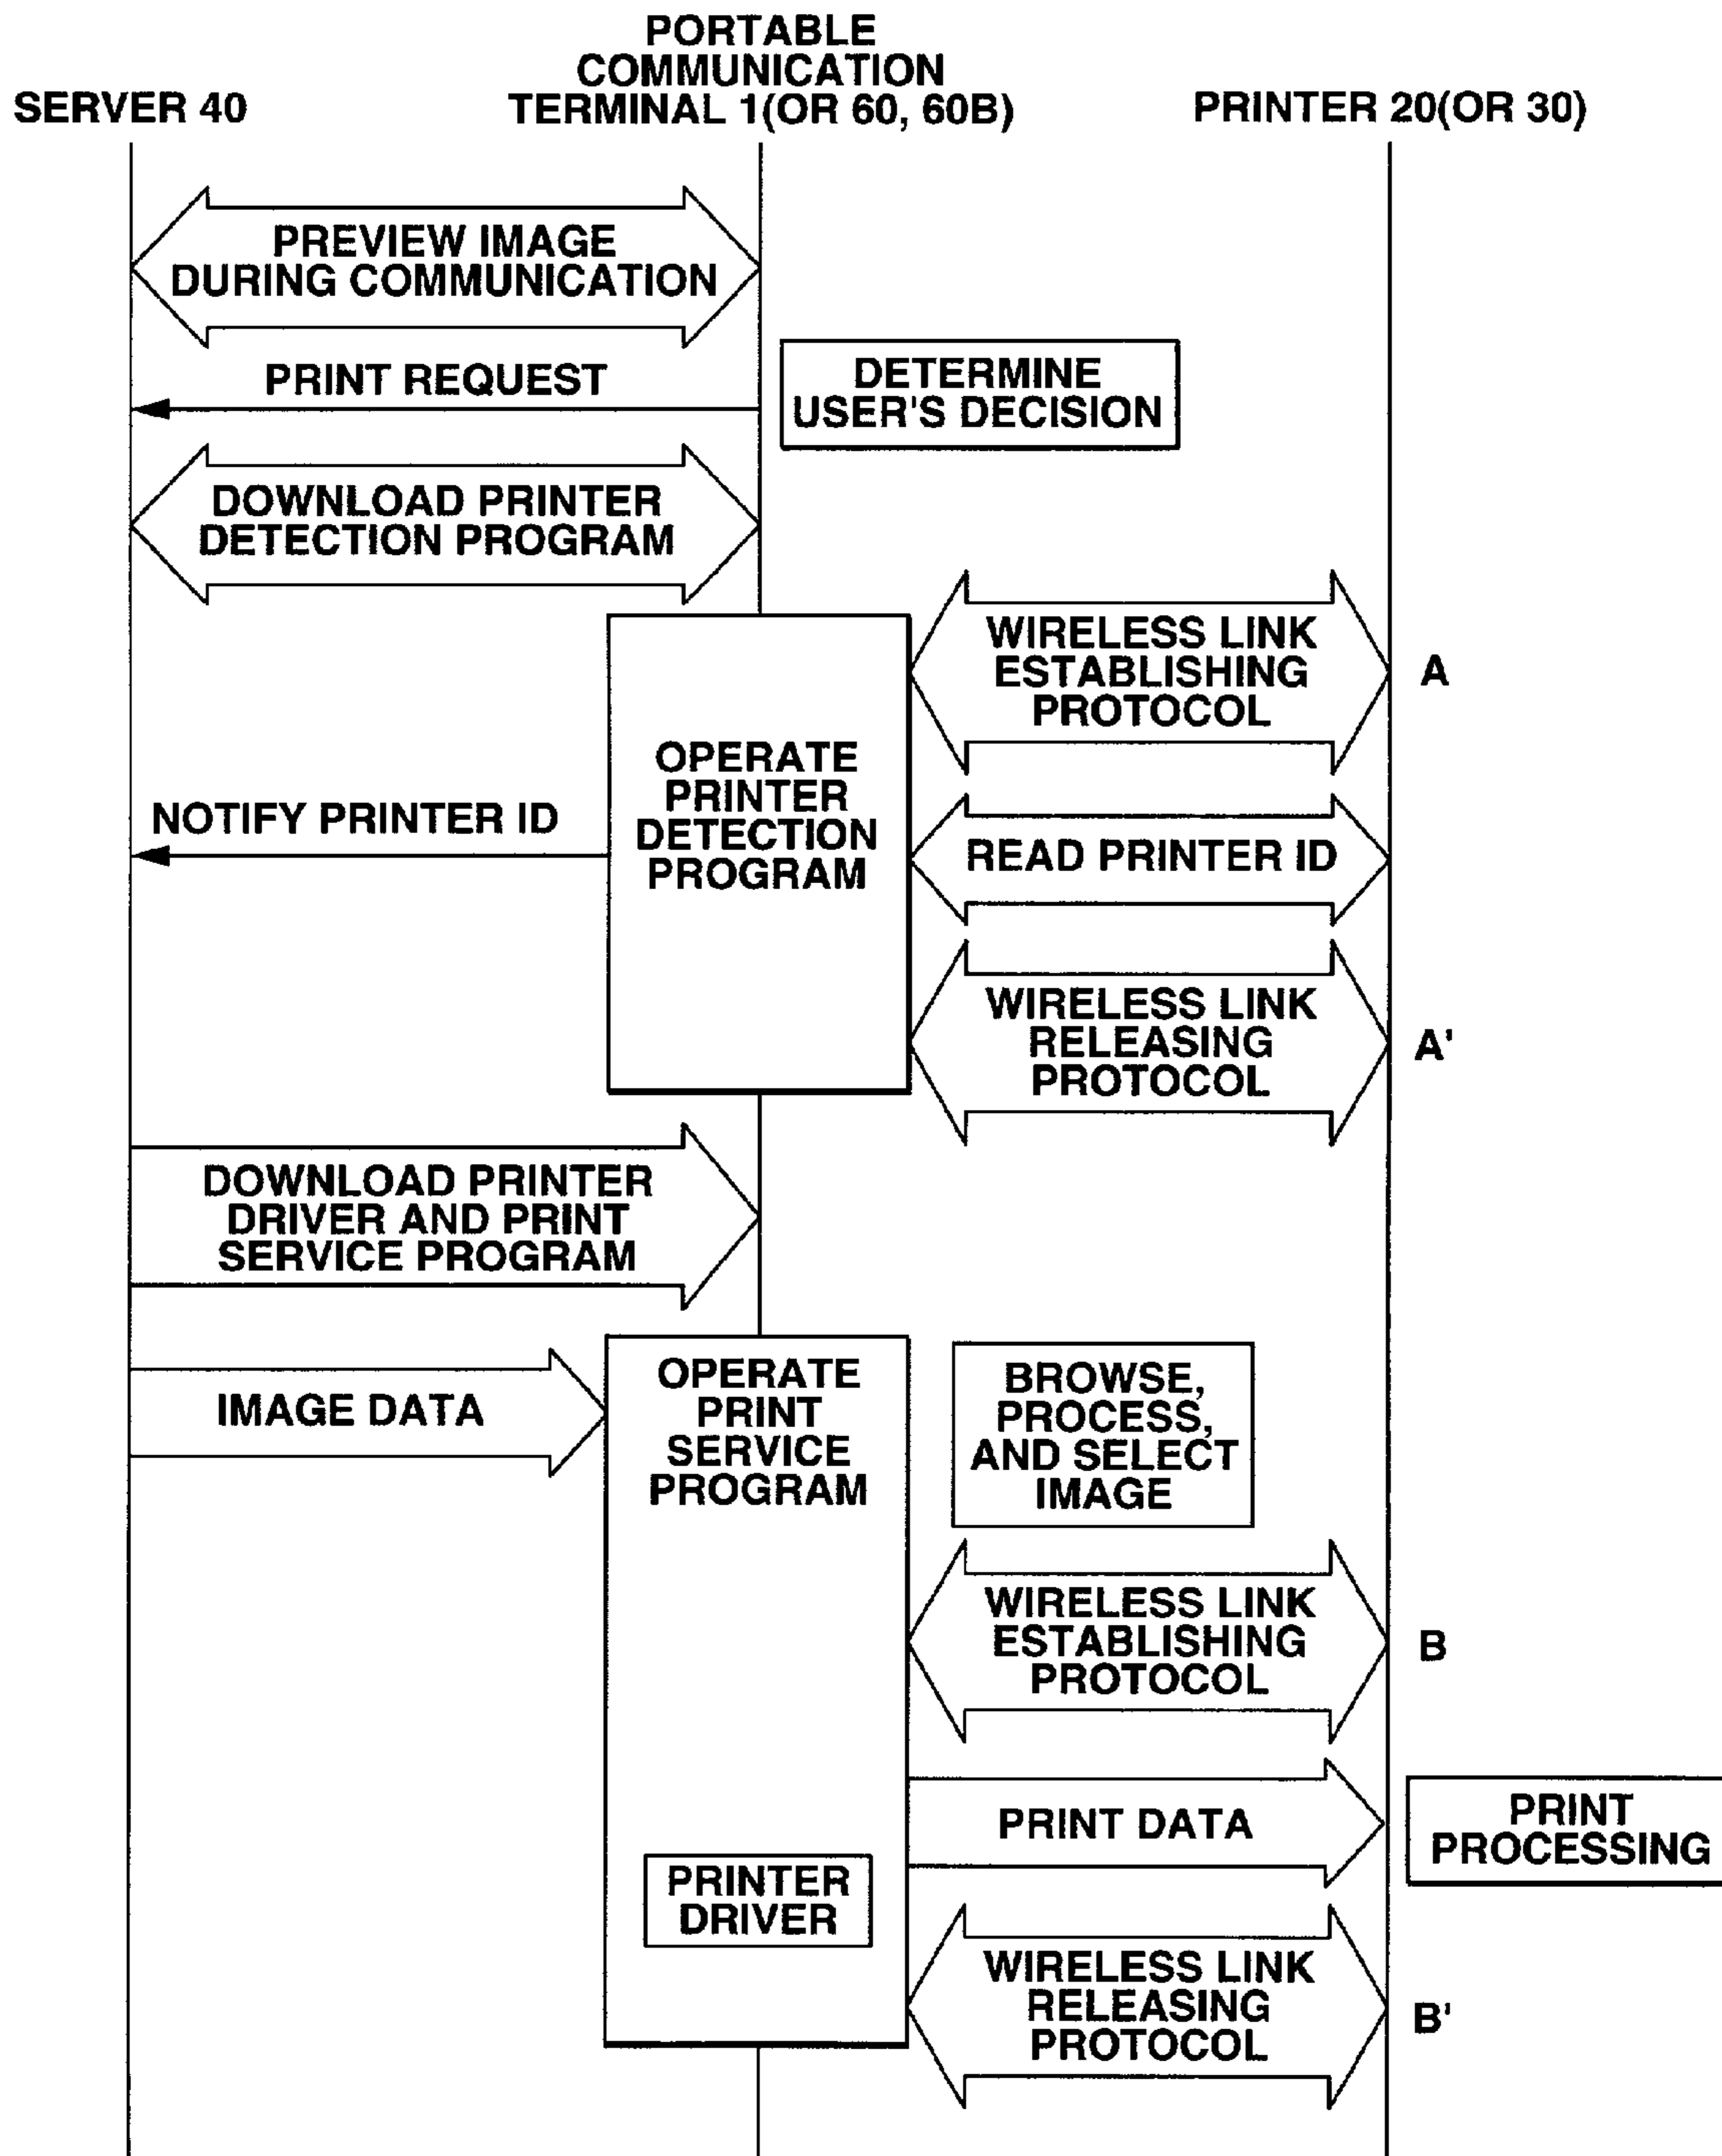 PORTABLE
COMMUNICATION
SERVER 40
TERMINAL 1(OR 60, 60B)
PRINTER 20(OR 30)
PREVIEW IMAGE
DURING COMMUNICATION
PRINT REQUEST
DETERMINE
USER'S DECISION
DOWNLOAD PRINTER
DETECTION PROGRAM
WIRELESS LINK
ESTABLISHING
PROTOCOL
A
OPERATE
PRINTER
DETECTION
PROGRAM
NOTIFY PRINTER ID
READ PRINTER ID
WIRELESS LINK
RELEASING
PROTOCOL
A'
DOWNLOAD PRINTER
DRIVER AND PRINT
SERVICE PROGRAM
IMAGE DATA
OPERATE
PRINT
SERVICE
PROGRAM
BROWSE,
PROCESS,
AND SELECT
IMAGE
WIRELESS LINK
ESTABLISHING
PROTOCOL
B
PRINT DATA
PRINT
PROCESSING
PRINTER
DRIVER
WIRELESS LINK
RELEASING
PROTOCOL
B'